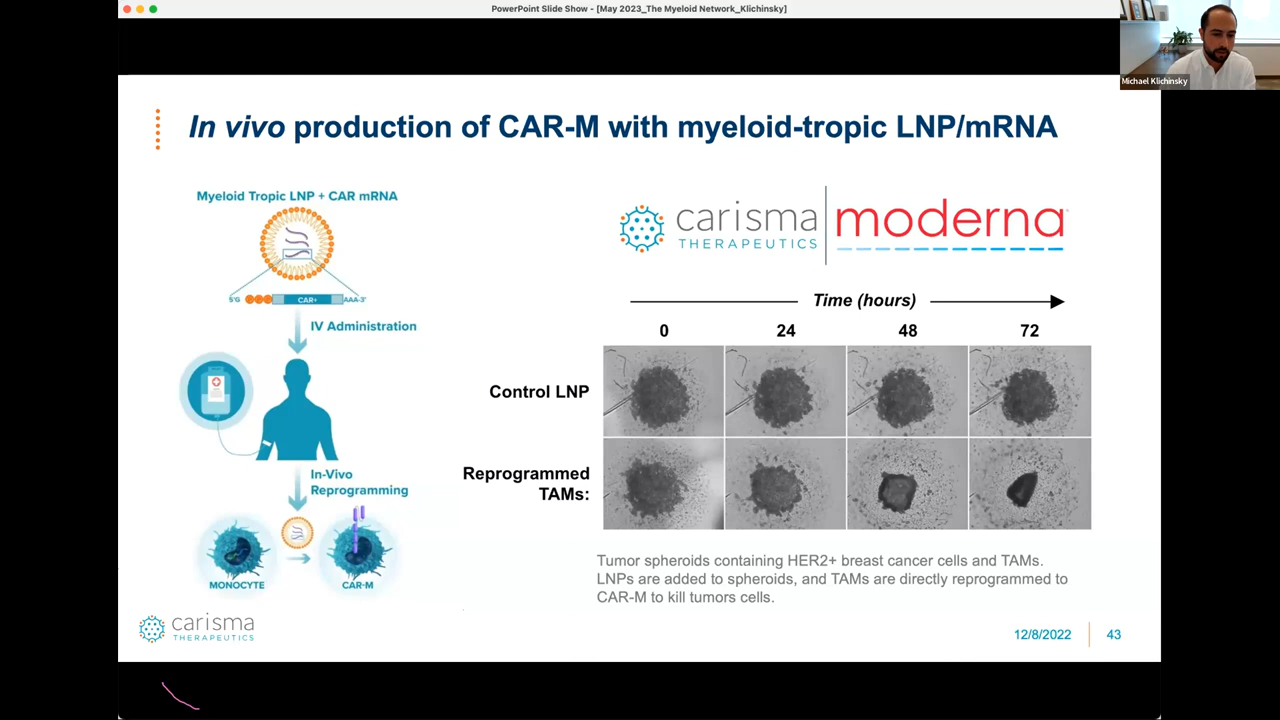 PowerPoint Slide Show - [May 2023_The Myeloid Network_Klichinsky]
Michael Klichinsky
In vivo production of CAR-M with myeloid-tropic LNP/mRNA
Myeloid Tropic LNP + CAR mRNA
5'G CAR+ AAA-3'
IV Administration
In-Vivo
Reprogramming
MONOCYTE CAR-M
carisma
THERAPEUTICS
moderna
Time (hours)
0 24 48 72
Control LNP
Reprogrammed
TAMs:
Tumor spheroids containing HER2+ breast cancer cells and TAMs.
LNPs are added to spheroids, and TAMs are directly reprogrammed to
CAR-M to kill tumors cells.
carisma
THERAPEUTICS
12/8/2022 43